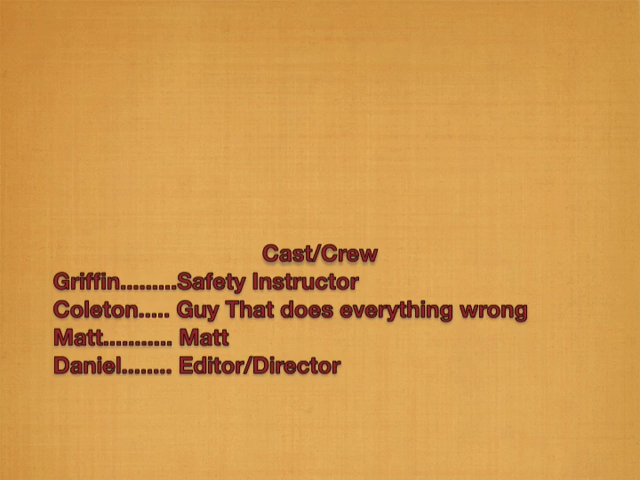 Cast/Crew
Griffin.........Safety Instructor
Coleton..... Guy That does everything wrong
Matt........... Matt
Daniel........ Editor/Director